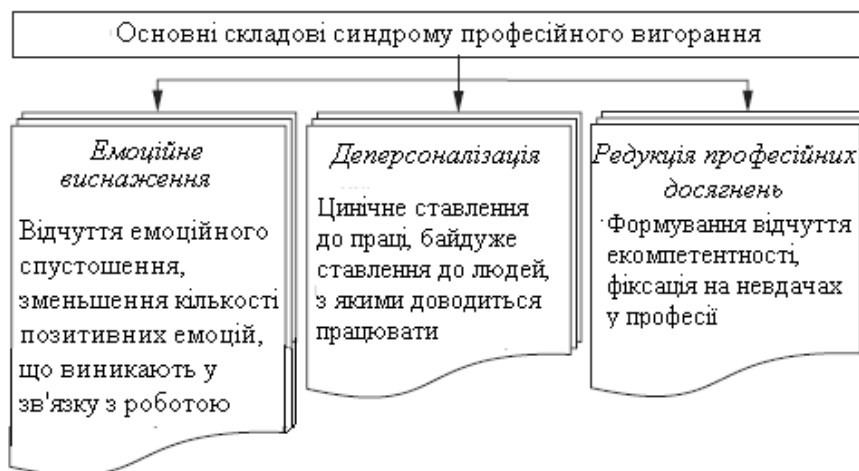 Основні складові синдрому професійного вигорання
Емоційне
виснаження
Відчуття емоційного
спустошення,
зменшення кількості
позитивних емоцій,
що виникають у
зв'язку з роботою
Деперсоналізація
Цинічне ставлення
до праці, байдуже
ставлення до людей,
з якими доводиться
працювати
Редукція професійних
досягнень
Формування відчуття
екомпетентності,
фіксація на невдачах
у професії